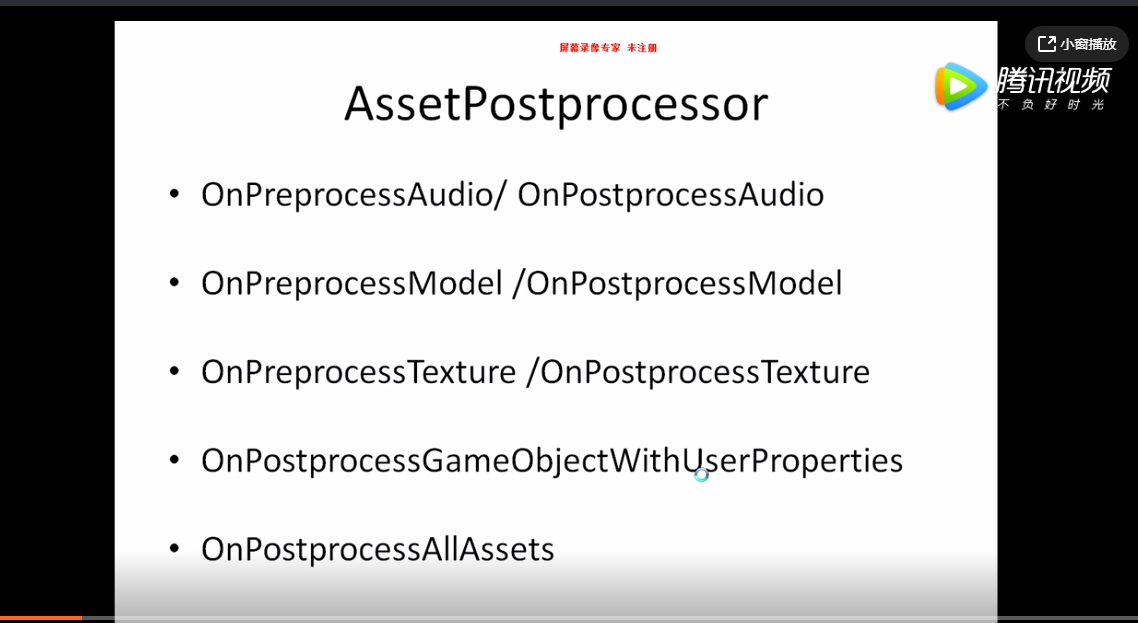 屏幕录像专家 未注册
小窗播放
腾讯视频
不负好时光
AssetPostprocessor
• OnPreprocessAudio/ OnPostprocessAudio
• OnPreprocessModel /OnPostprocessModel
• OnPreprocessTexture /OnPostprocessTexture
• OnPostprocessGameObjectWithUserProperties
• OnPostprocessAllAssets